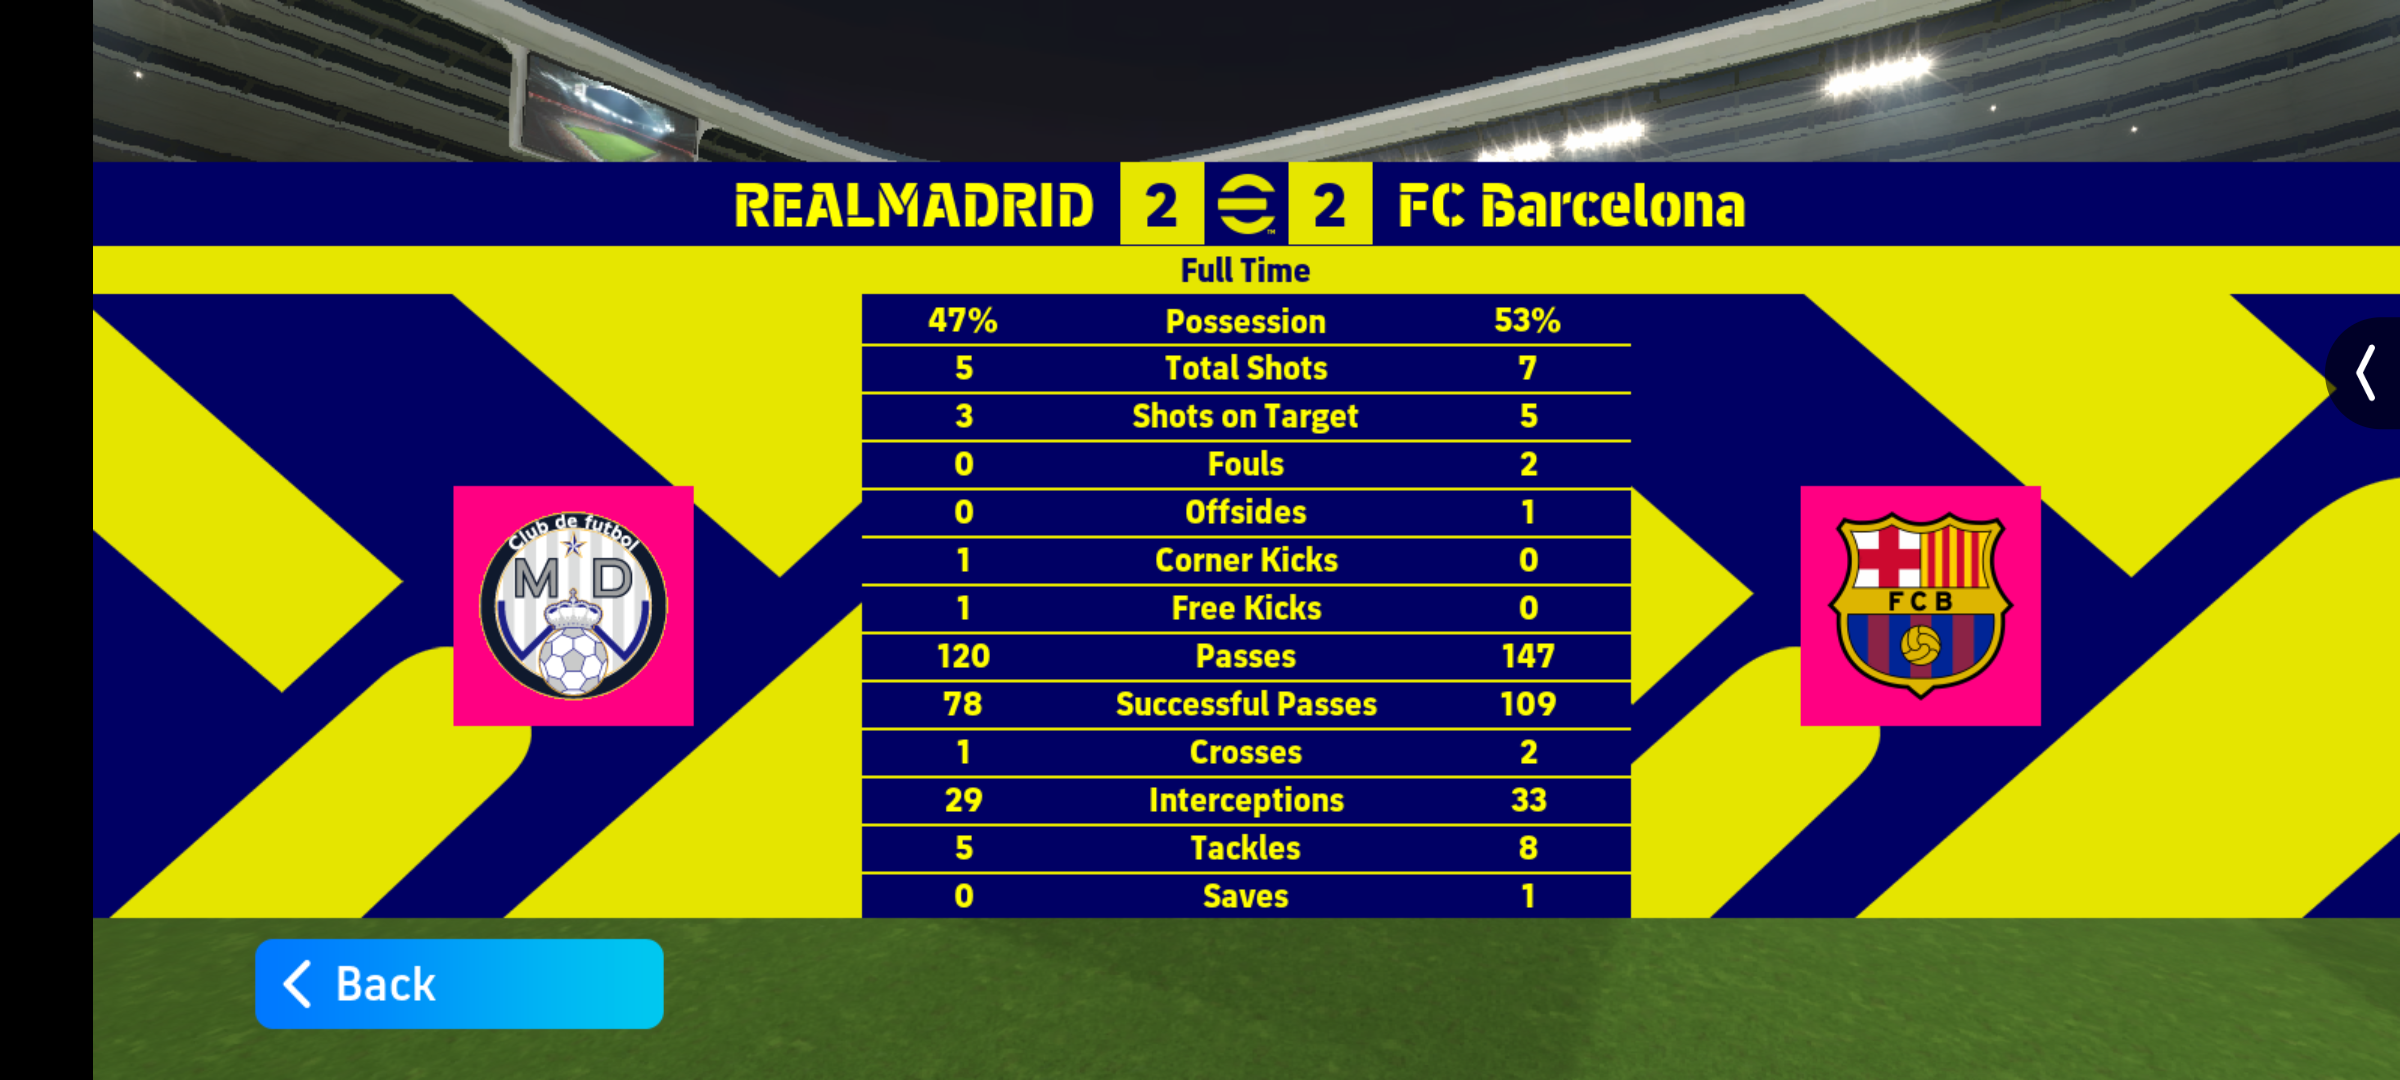 REALMADRID 2 2 FC Barcelona
Full Time
47% Possession 53%
5 Total Shots 7
3 Shots on Target 5
0 Fouls 2
0 Offsides 1
1 Corner Kicks 0
1 Free Kicks 0
120 Passes 147
78 Successful Passes 109
1 Crosses 2
29 Interceptions 33
5 Tackles 8
0 Saves 1
Club de futbol
M D
FCB
Back